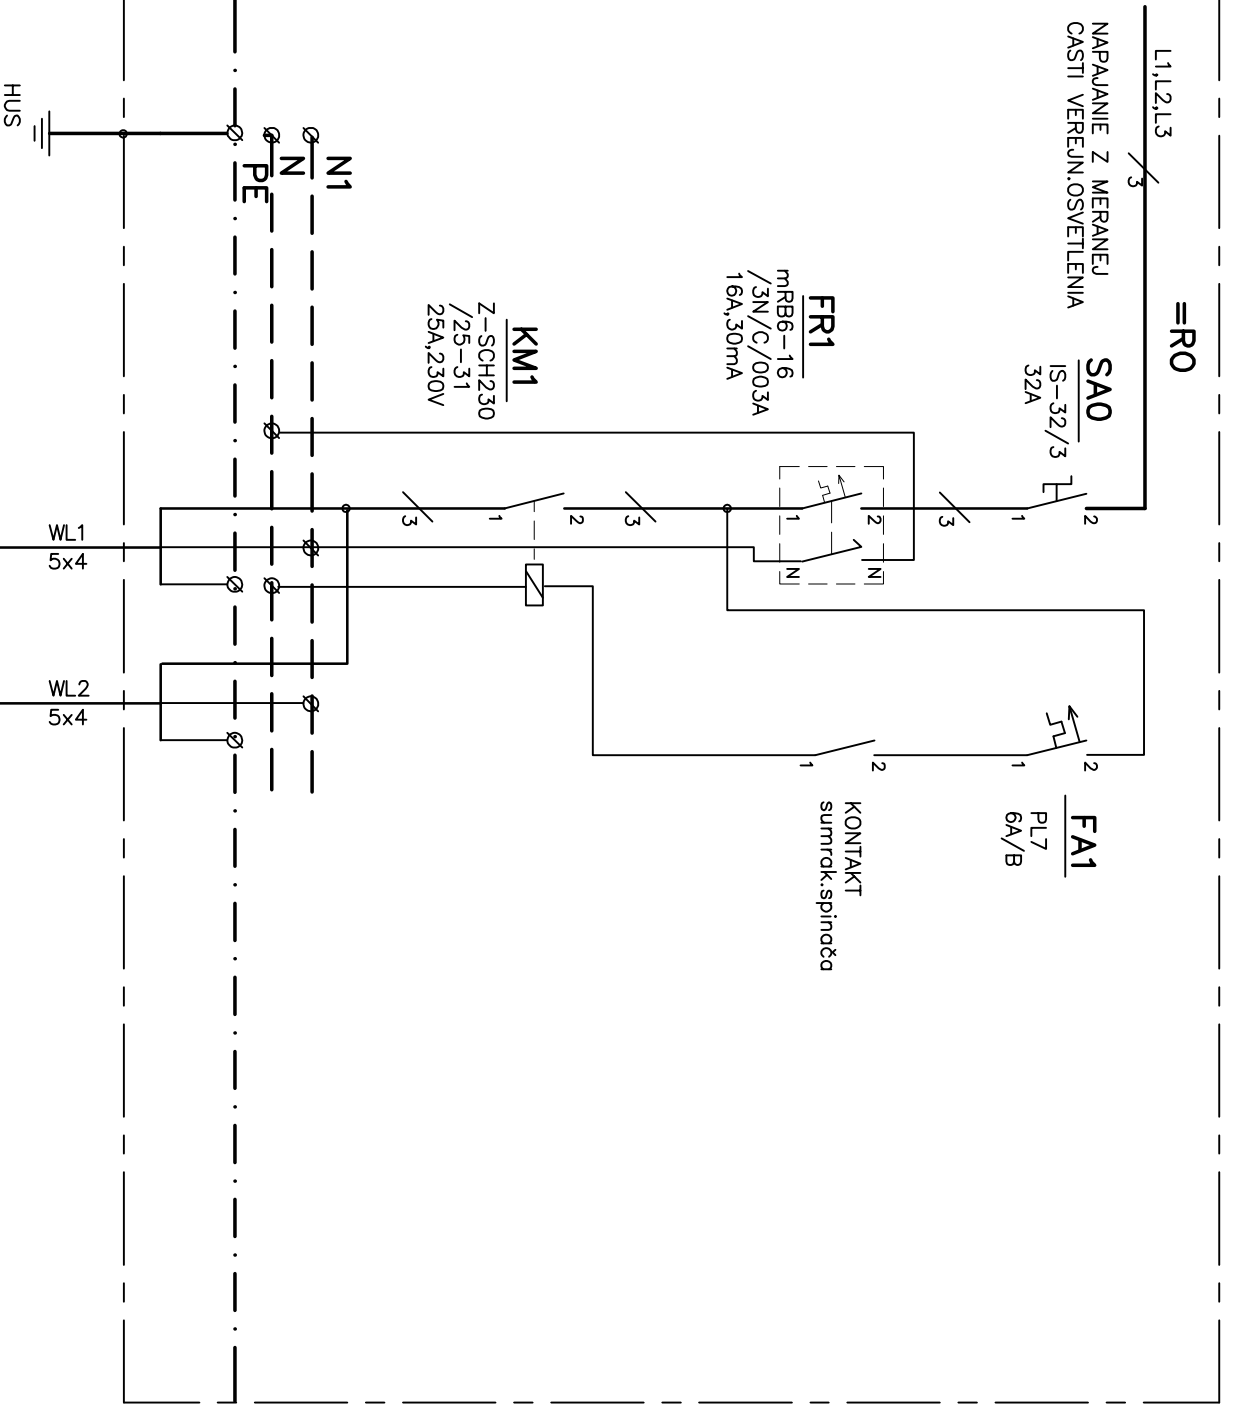 =RO
L1,L2,L3
3
NAPAJANIE Z MERANEJ
CASTI VEREJN.OSVETLENIA
SA0
IS-32/3
32A
2
1
3
FA1
PL7
6A/B
2
1
FR1
mRB6-16
/3N/C/003A
16A,30mA
2
N
1
N
KONTAKT
sumrak.spinača
2
1
3
KM1
Z-SCH230
/25-31
25A,230V
2
1
3
N1
N
PE
HUS
WL1
5x4
WL2
5x4